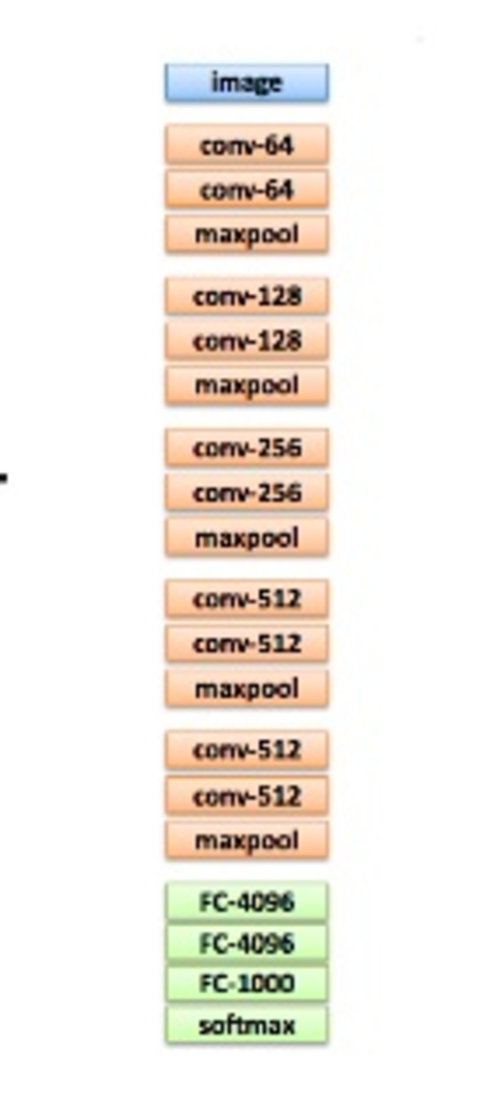 image
conv-64
conv-64
maxpool
conv-128
conv-128
maxpool
conv-256
conv-256
maxpool
conv-512
conv-512
maxpool
conv-512
conv-512
maxpool
FC-4096
FC-4096
FC-1000
softmax